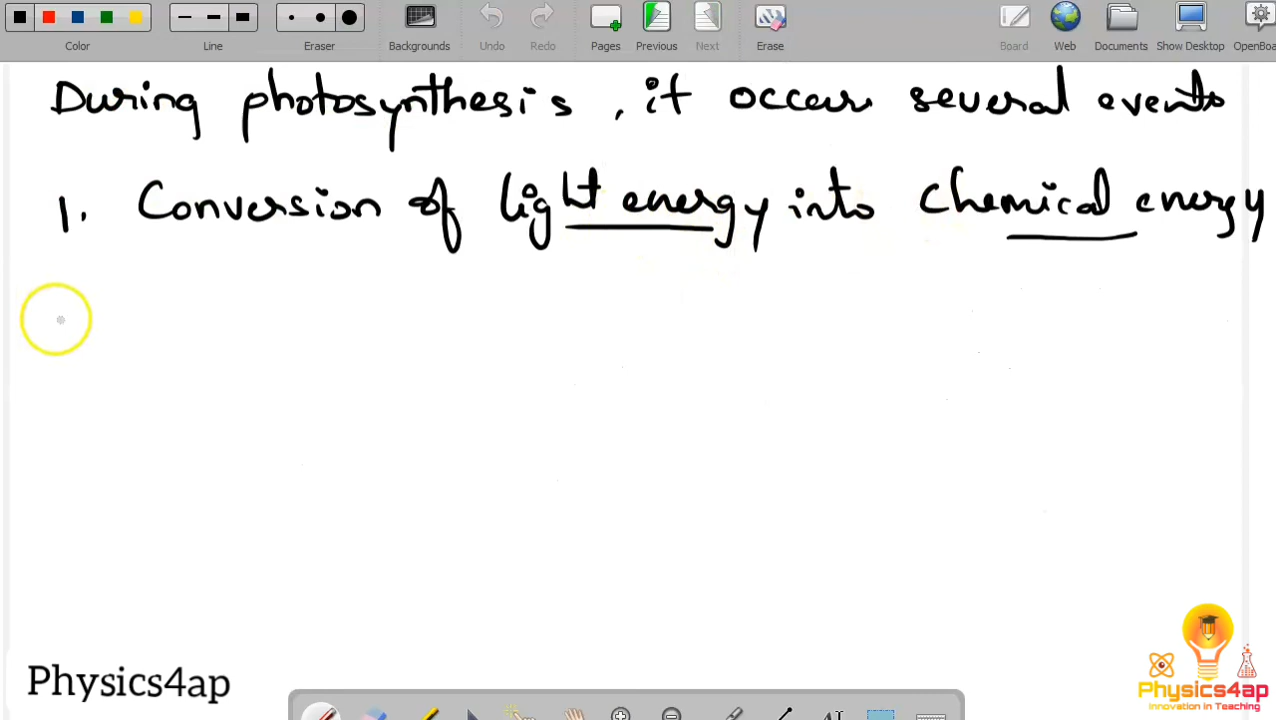 Color Line Eraser Backgrounds Undo Redo Pages Previous Next Erase Board Web Documents Show Desktop OpenBoa
During photosynthesis, it occur several events
1. Conversion of light energy into chemical energy
Physics4ap
Physics4ap
Innovation in Teaching